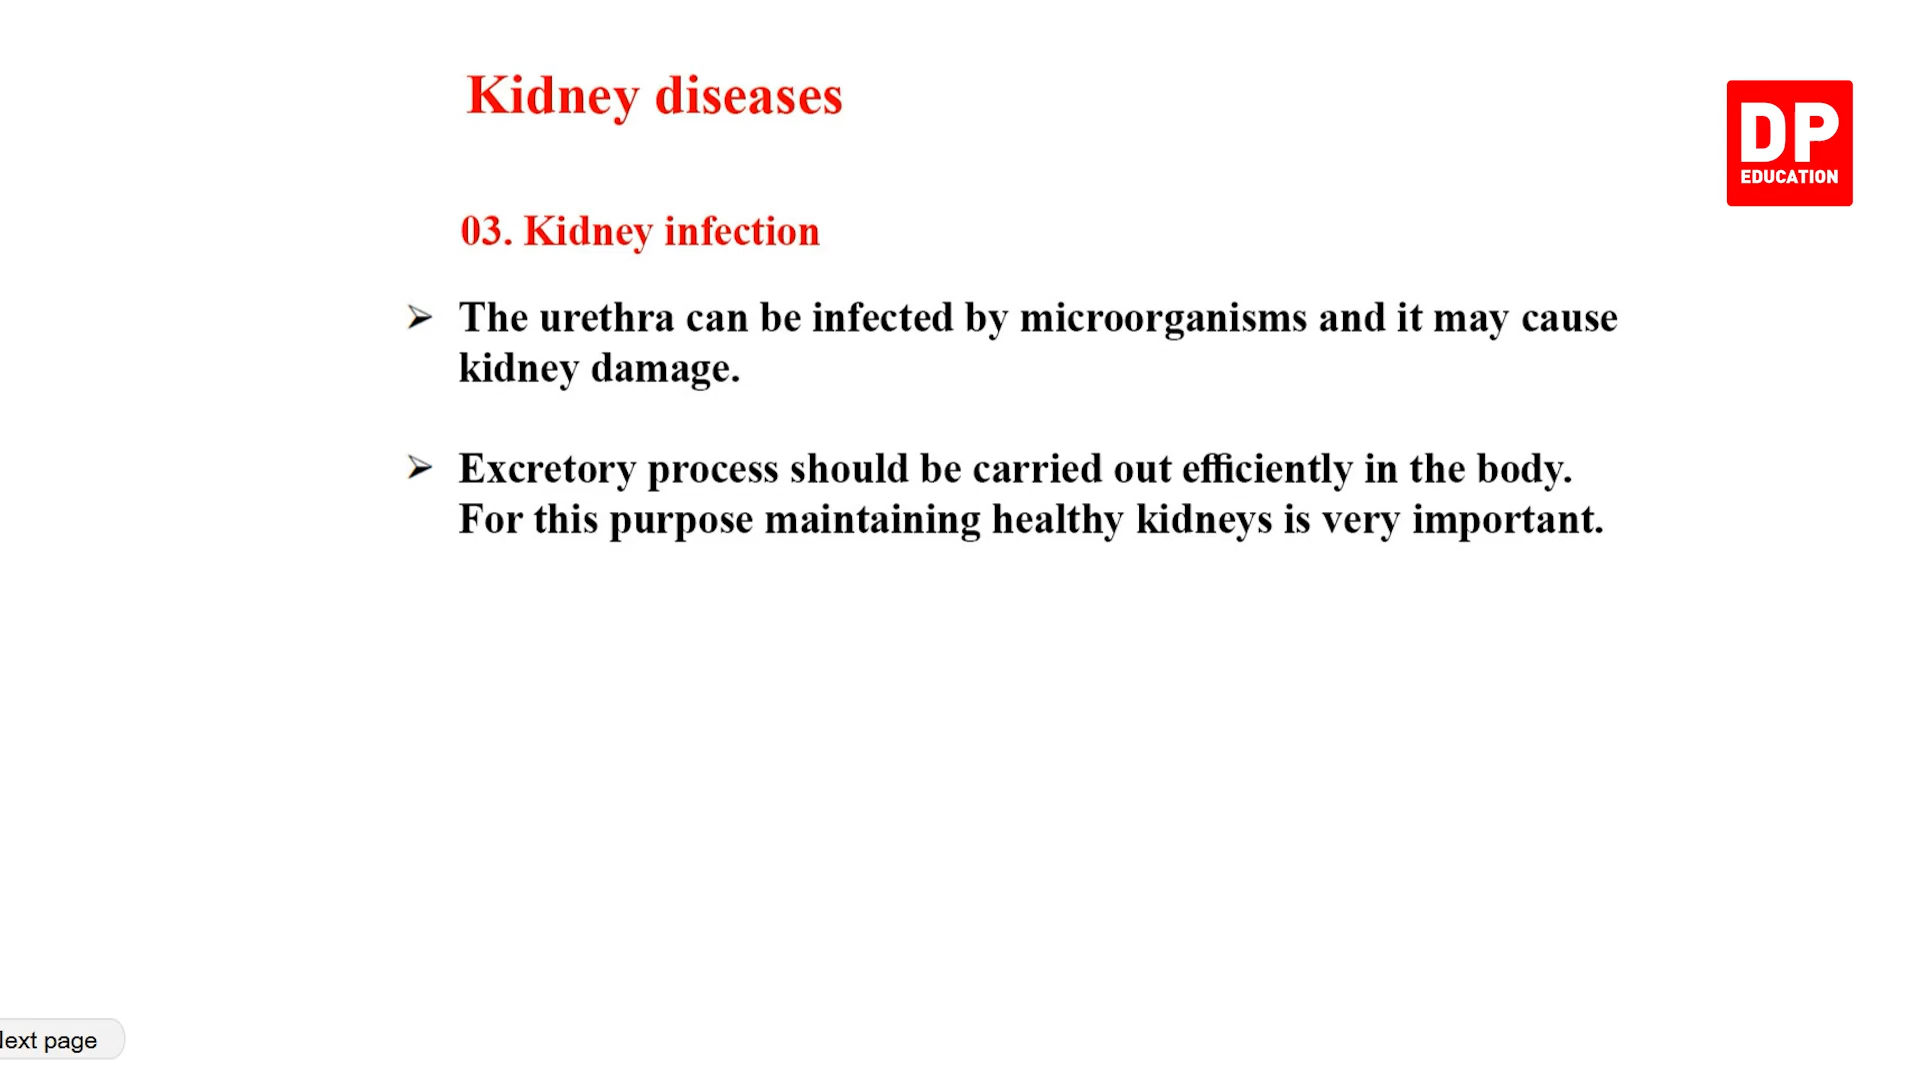 Kidney diseases
DP
EDUCATION
03. Kidney infection
➢ The urethra can be infected by microorganisms and it may cause
kidney damage.
➢ Excretory process should be carried out efficiently in the body.
For this purpose maintaining healthy kidneys is very important.
ext page